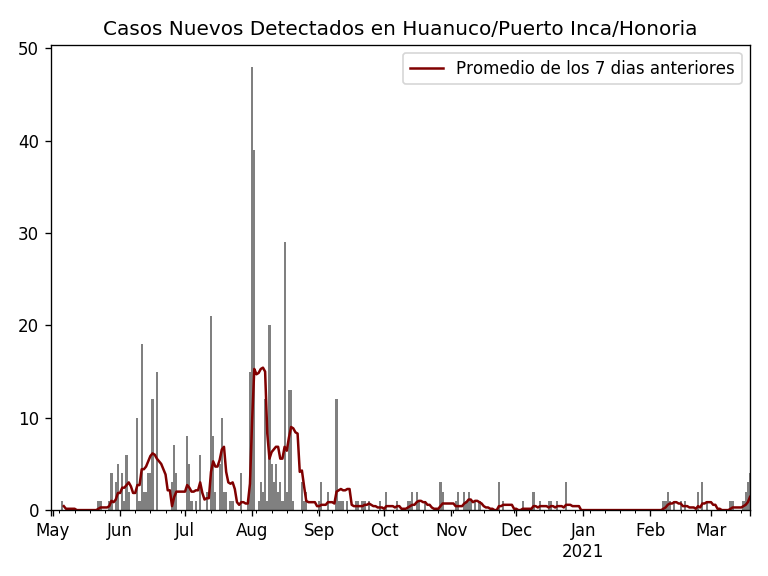 Casos Nuevos Detectados en Huanuco/Puerto Inca/Honoria
Promedio de los 7 dias anteriores
50
40
30
20
10
0
May Jun Jul Aug Sep Oct Nov Dec Jan Feb Mar
2021